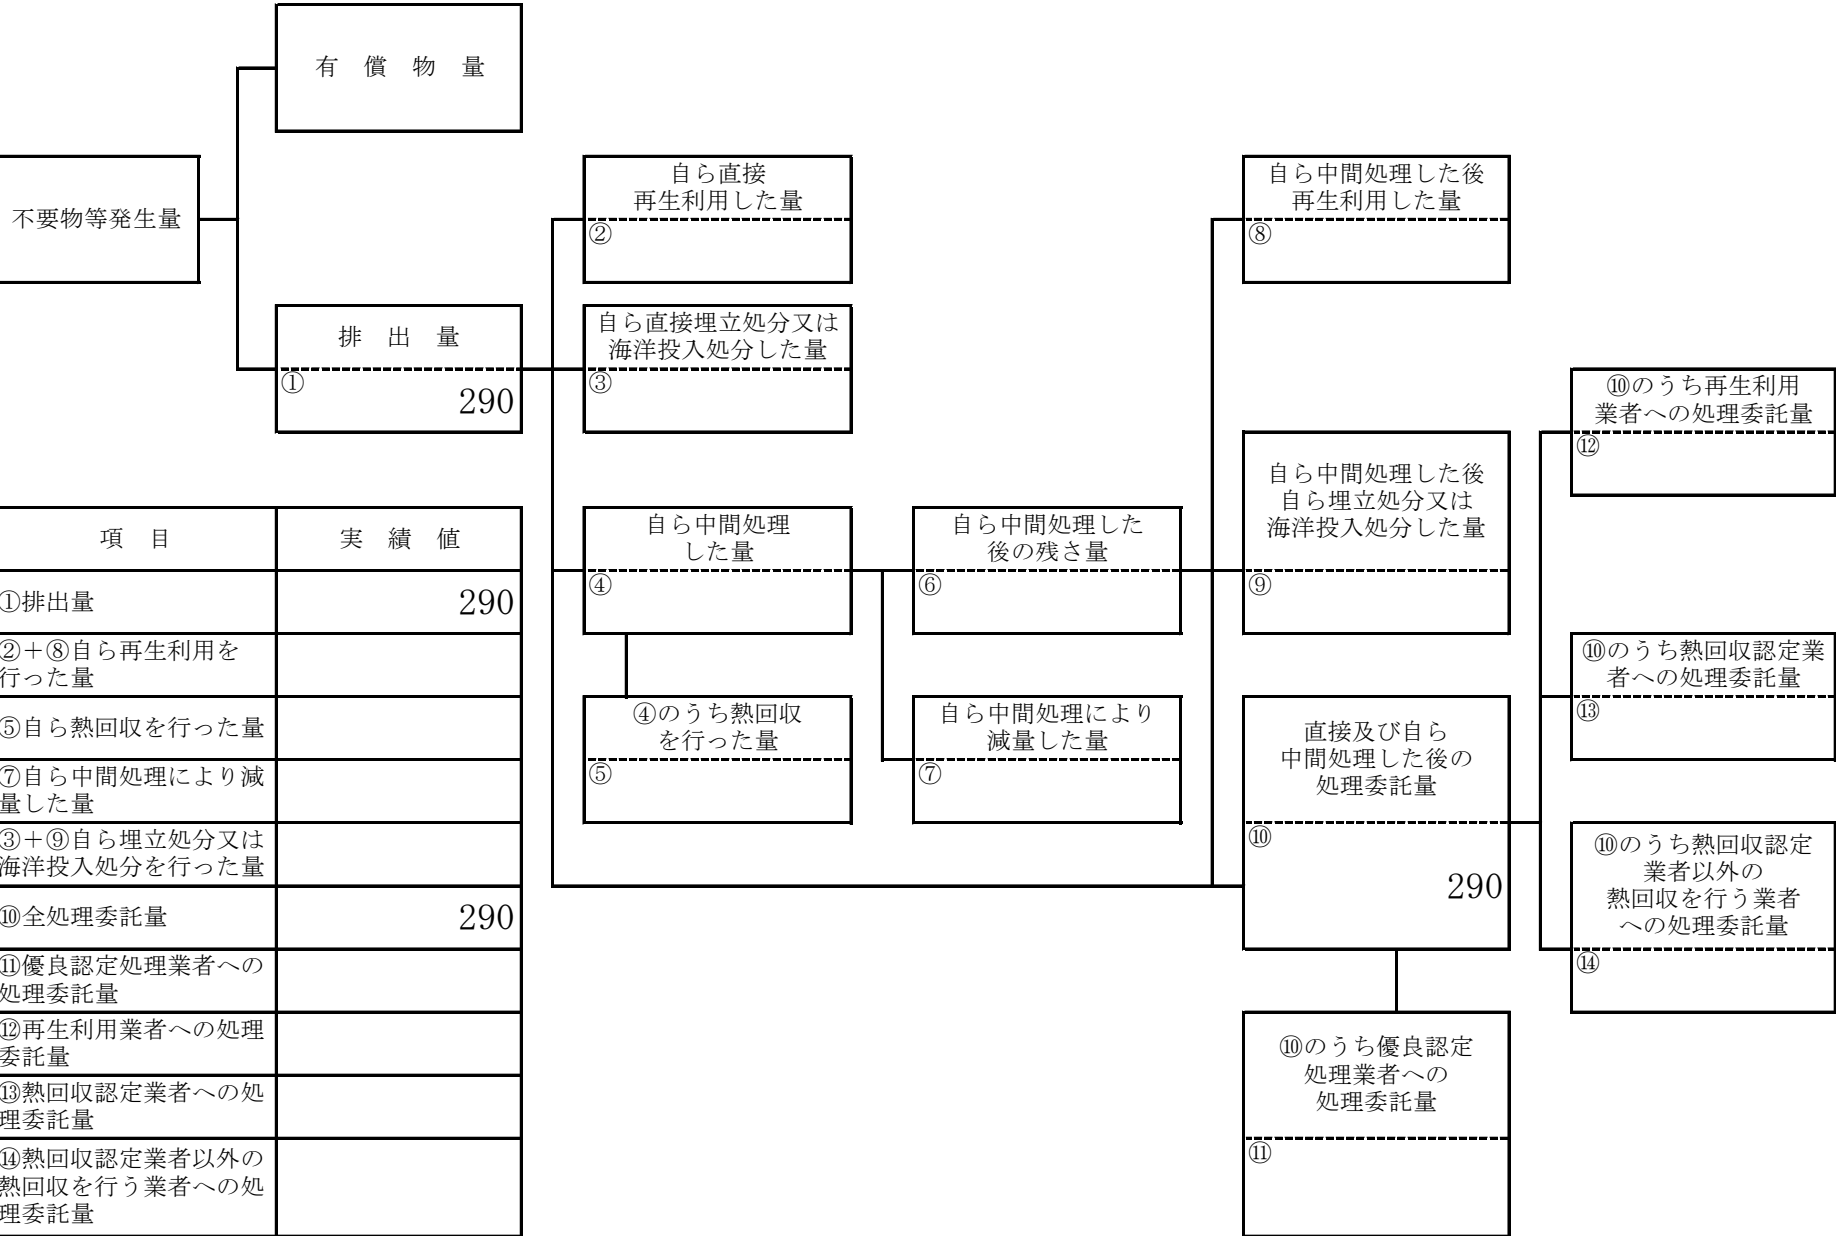 有　償　物　量
不要物等発生量
排　出　量
①
290
自ら直接
再生利用した量
②
自ら直接埋立処分又は
海洋投入処分した量
③
自ら中間処理
した量
④
④のうち熱回収
を行った量
⑤
自ら中間処理した
後の残さ量
⑥
自ら中間処理により
減量した量
⑦
自ら中間処理した後
再生利用した量
⑧
自ら中間処理した後
自ら埋立処分又は
海洋投入処分した量
⑨
直接及び自ら
中間処理した後の
処理委託量
⑩
290
⑩のうち優良認定
処理業者への
処理委託量
⑪
⑩のうち再生利用
業者への処理委託量
⑫
⑩のうち熱回収認定業
者への処理委託量
⑬
⑩のうち熱回収認定
業者以外の
熱回収を行う業者
への処理委託量
⑭
項　目
実　績　値
①排出量
290
②＋⑧自ら再生利用を
行った量
⑤自ら熱回収を行った量
⑦自ら中間処理により減
量した量
③＋⑨自ら埋立処分又は
海洋投入処分を行った量
⑩全処理委託量
290
⑪優良認定処理業者への
処理委託量
⑫再生利用業者への処理
委託量
⑬熱回収認定業者への処
理委託量
⑭熱回収認定業者以外の
熱回収を行う業者への処
理委託量